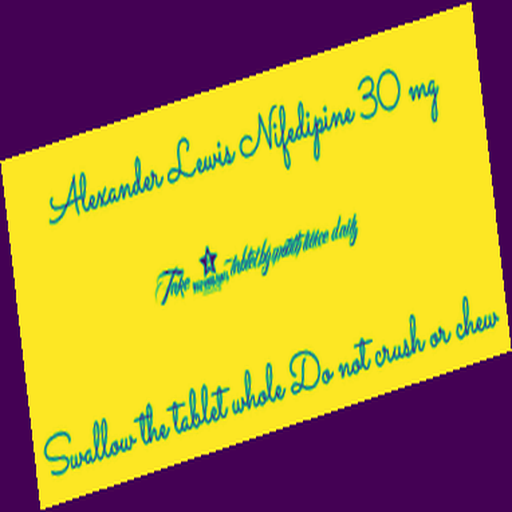 Alexander Lewis Nifedipine 30 mg
Take tablet by mouth daily
Swallow the tablet whole Do not crush or chew